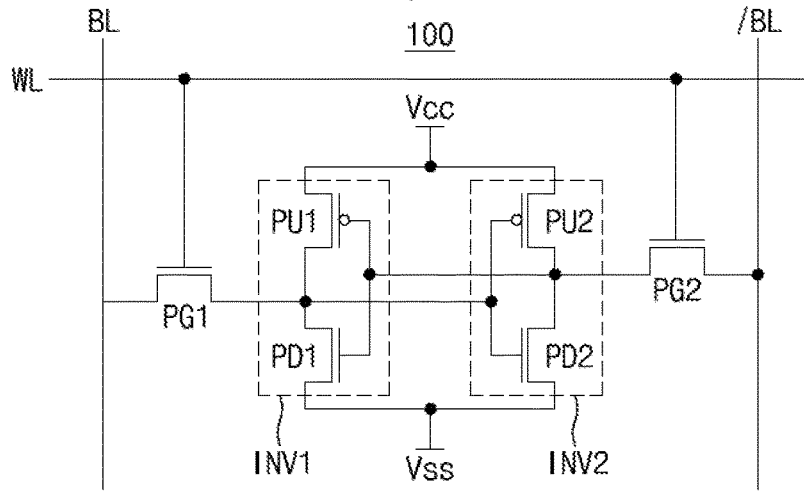 BL
100
/BL
WL
Vcc
PU1
PU2
PG1
PG2
PD1
PD2
INV1
Vss
INV2